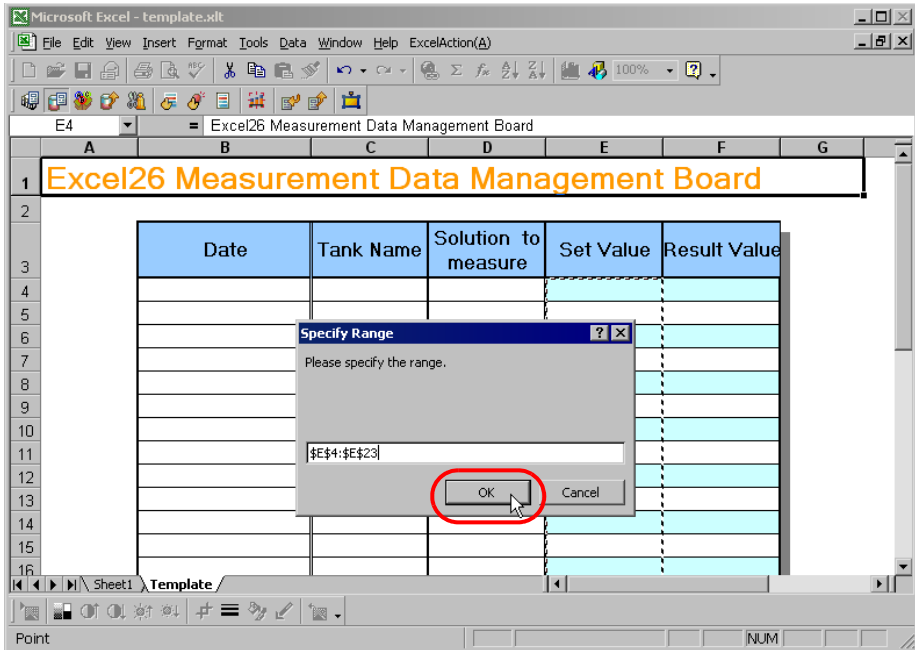 Microsoft Excel - template.xlt
File Edit View Insert Format Tools Data Window Help ExcelAction(A)
100%
E4 = Excel26 Measurement Data Management Board
A B C D E F G
1 Excel26 Measurement Data Management Board
2
3 Date Tank Name Solution to measure Set Value Result Value
4
5
6
7
8
9
10
11
12
13
14
15
16
Specify Range
Please specify the range.
$E$4:$E$23
OK Cancel
Sheet1 Template
Point NUM